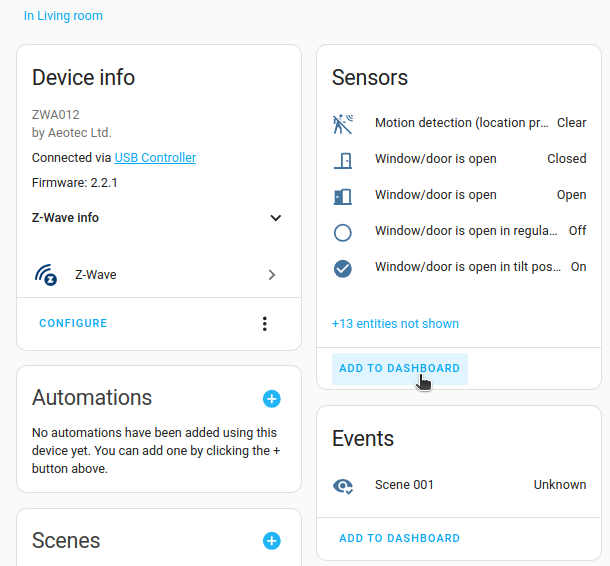 In Living room
Device info
ZWA012
by Aeotec Ltd.
Connected via USB Controller
Firmware: 2.2.1
Z-Wave info
Z-Wave
CONFIGURE
Automations
No automations have been added using this
device yet. You can add one by clicking the +
button above.
Scenes
Sensors
Motion detection (location pr... Clear
Window/door is open Closed
Window/door is open Open
Window/door is open in regula... Off
Window/door is open in tilt pos... On
+13 entities not shown
ADD TO DASHBOARD
Events
Scene 001 Unknown
ADD TO DASHBOARD